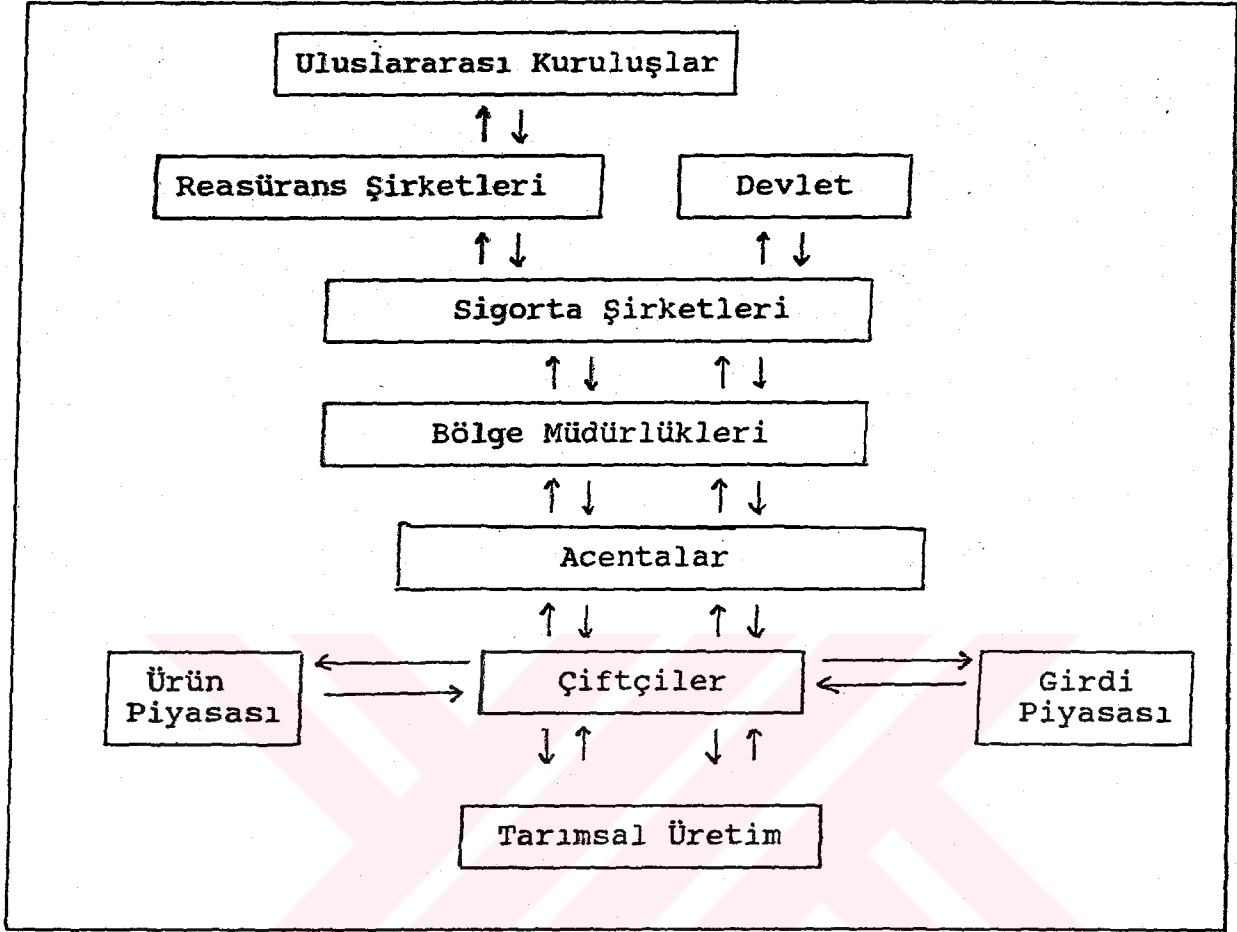 Uluslararası Kuruluşlar
Reasürans Şirketleri
Devlet
Sigorta Şirketleri
Bölge Müdürlükleri
Acentalar
Ürün
Piyasası
Çiftçiler
Girdi
Piyasası
Tarımsal Üretim